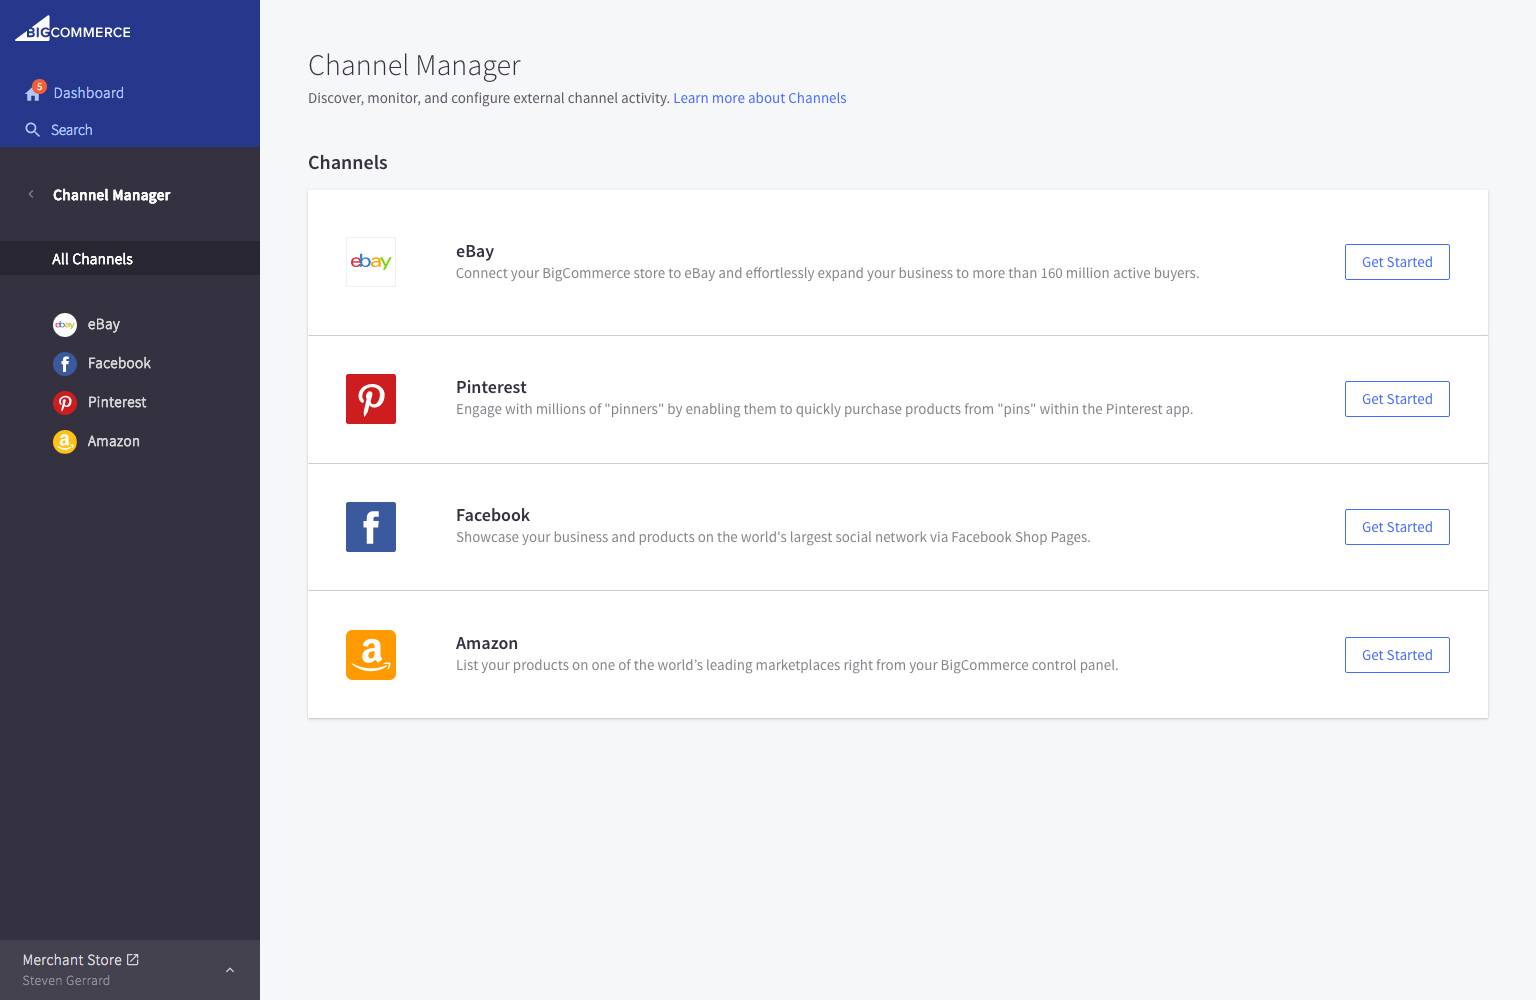 BIGCOMMERCE
5
Dashboard
Search
Channel Manager
All Channels
ebay eBay
Facebook
Pinterest
Amazon
Merchant Store
Steven Gerrard
Channel Manager
Discover, monitor, and configure external channel activity. Learn more about Channels
Channels
ebay
eBay
Connect your BigCommerce store to eBay and effortlessly expand your business to more than 160 million active buyers.
Get Started
Pinterest
Engage with millions of "pinners" by enabling them to quickly purchase products from "pins" within the Pinterest app.
Get Started
Facebook
Showcase your business and products on the world's largest social network via Facebook Shop Pages.
Get Started
Amazon
List your products on one of the world’s leading marketplaces right from your BigCommerce control panel.
Get Started